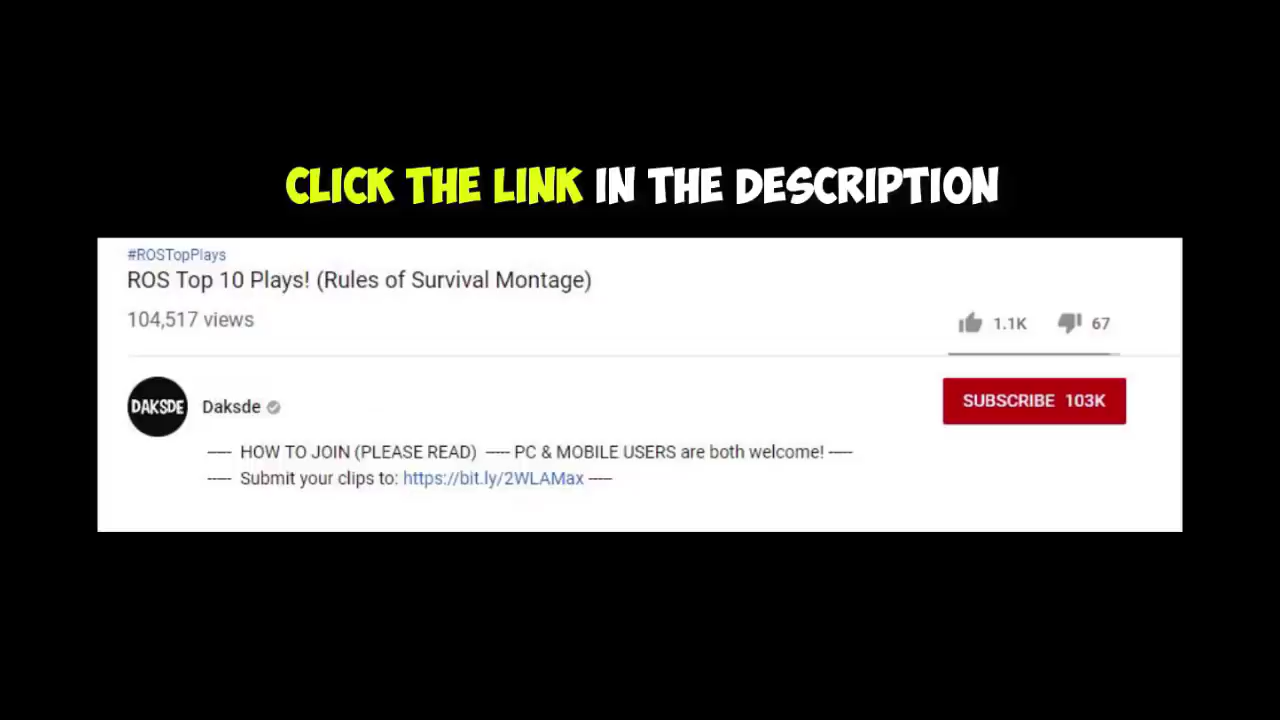 CLICK THE LINK IN THE DESCRIPTION
#ROSTopPlays
ROS Top 10 Plays! (Rules of Survival Montage)
104,517 views
1.1K 67
DAKSDE Daksde
SUBSCRIBE 103K
----- HOW TO JOIN (PLEASE READ) ----- PC & MOBILE USERS are both welcome! -----
----- Submit your clips to: https://bit.ly/2WLAMax -----